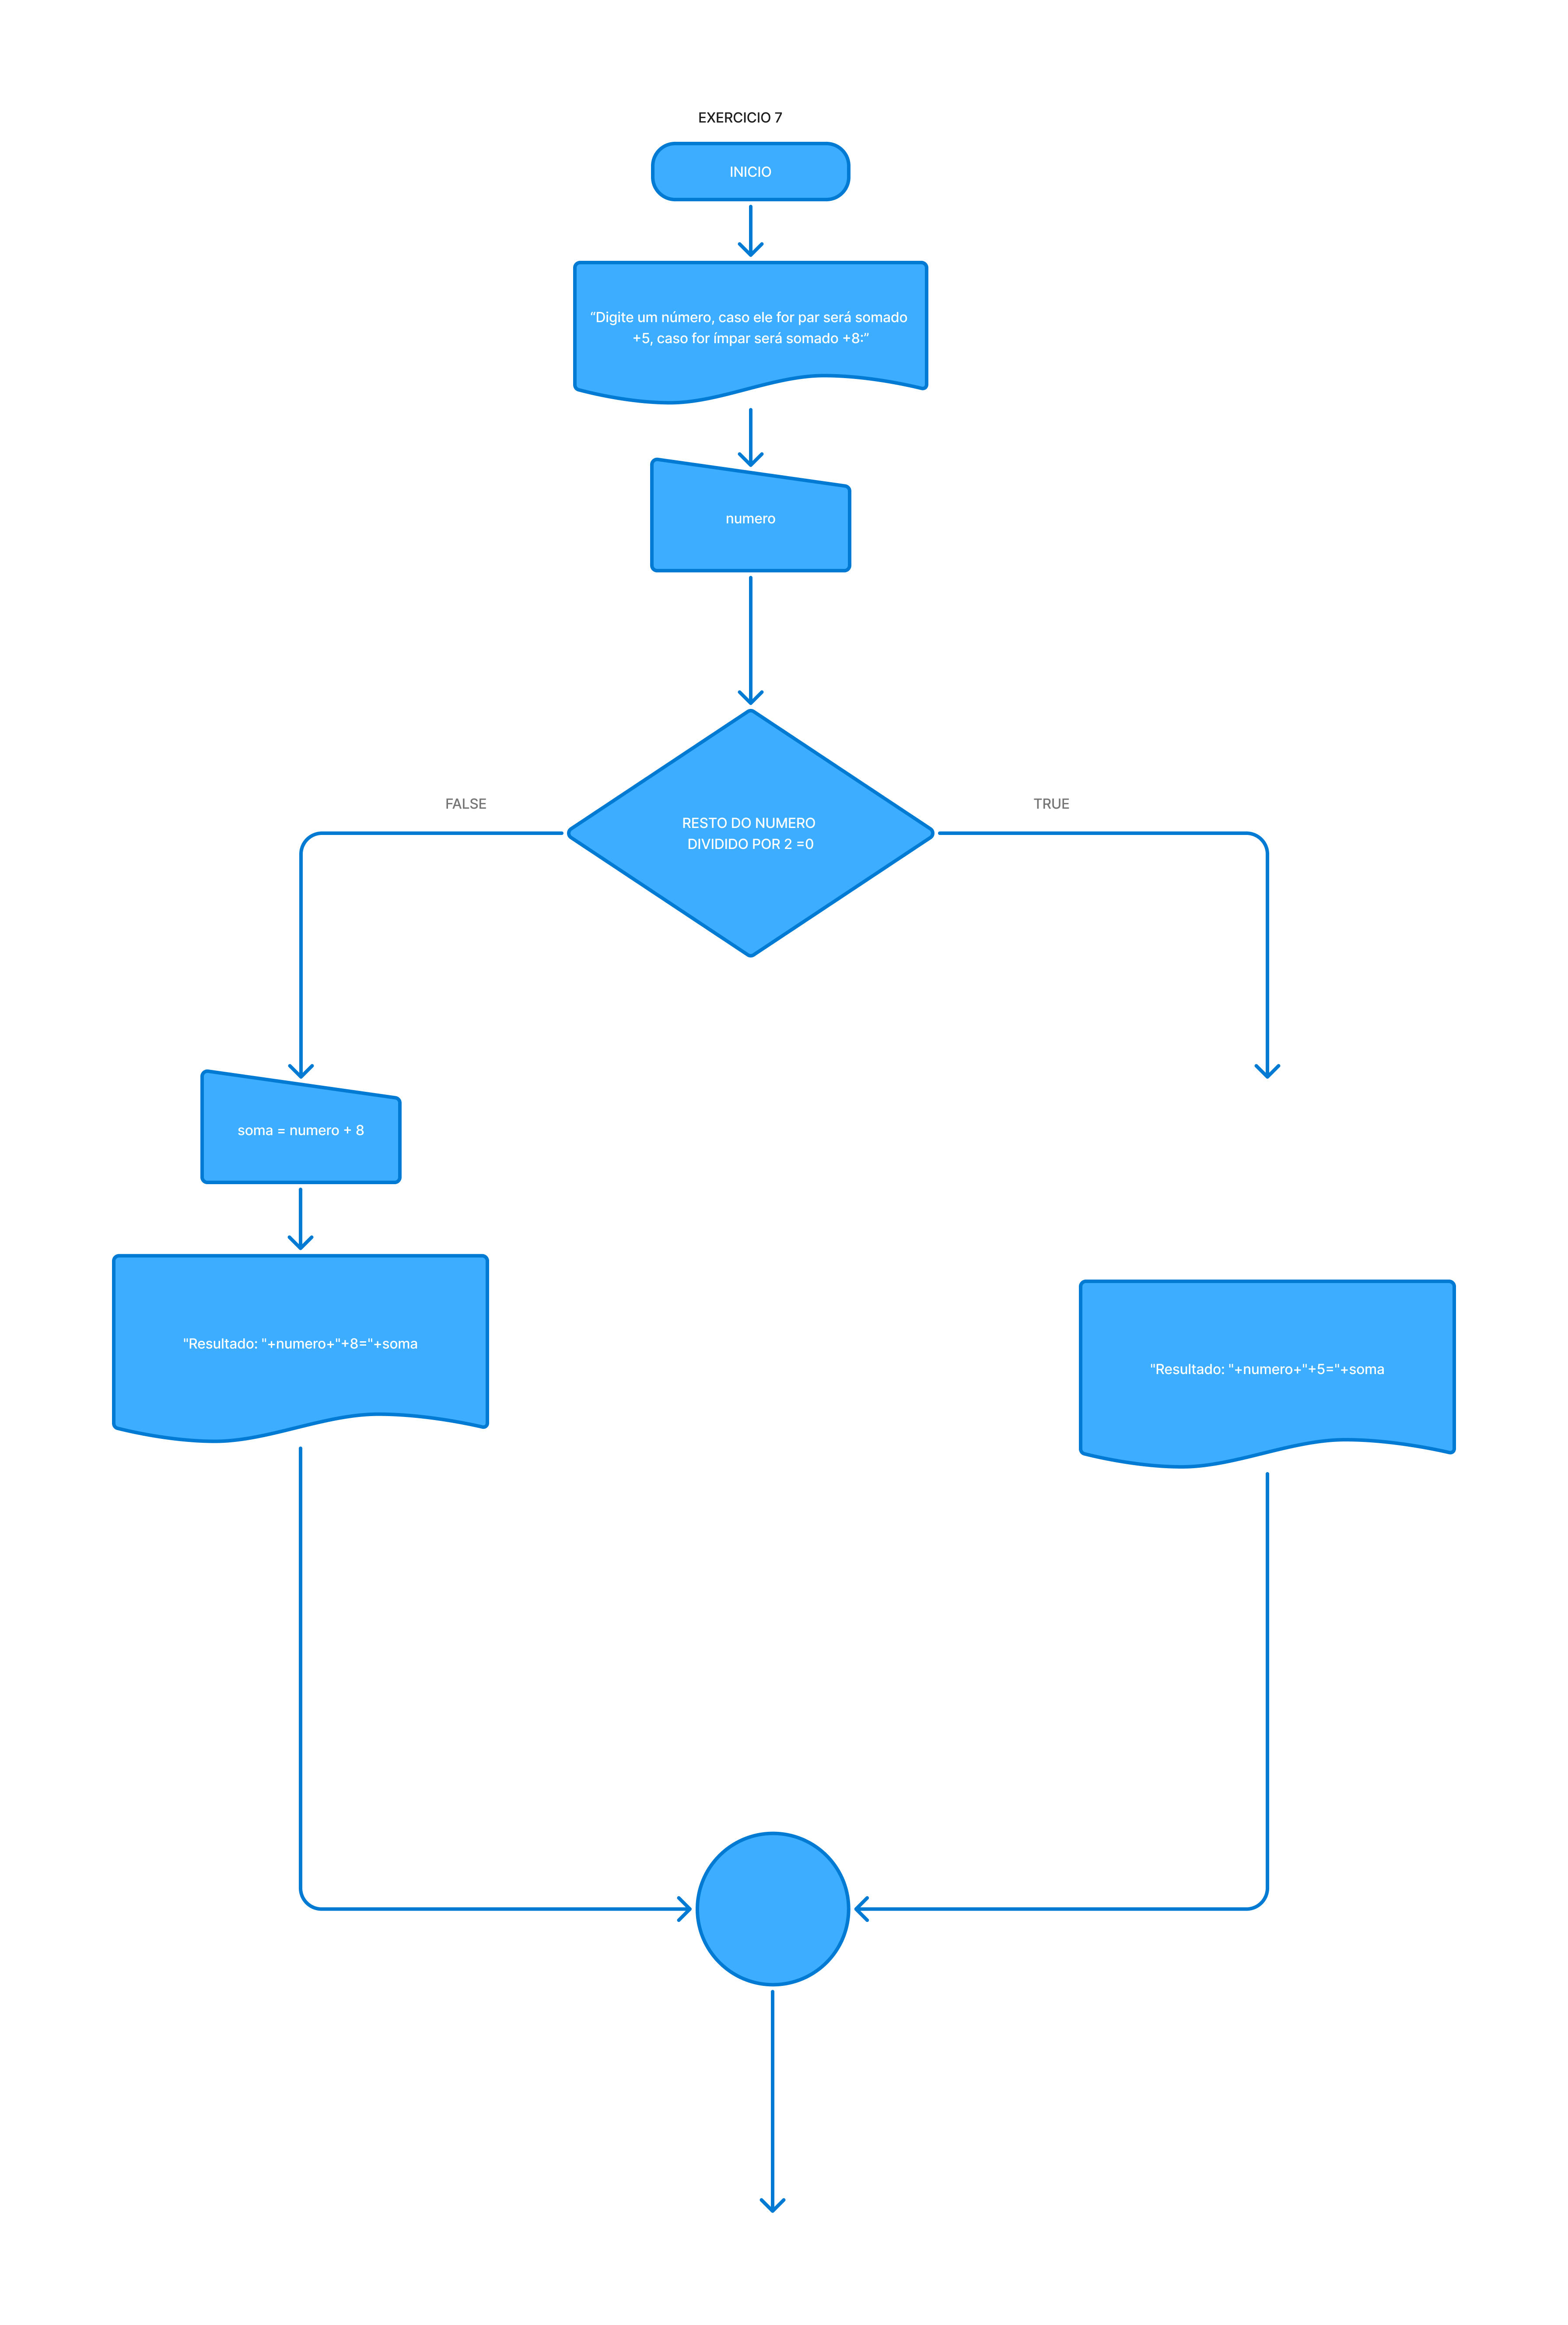 EXERCICIO 7
INICIO
“Digite um número, caso ele for par será somado
+5, caso for ímpar será somado +8:“
numero
FALSE
TRUE
RESTO DO NUMERO
DIVIDIDO POR 2 =0
soma = numero + 8
"Resultado: "+numero+"+8="+soma
"Resultado: "+numero+"+5="+soma